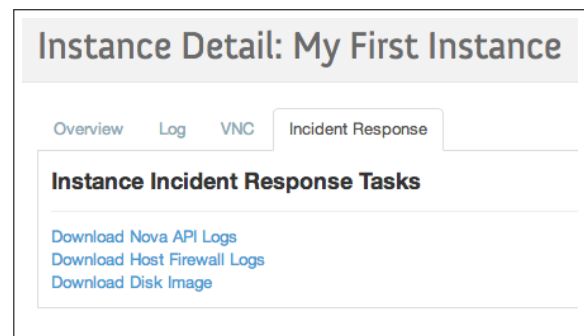 Instance Detail: My First Instance
Overview Log VNC Incident Response
Instance Incident Response Tasks
Download Nova API Logs
Download Host Firewall Logs
Download Disk Image